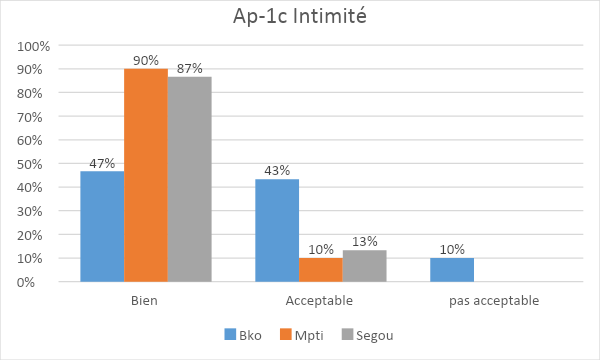 Ap-1c Intimité
100%
90%
80%
70%
60%
50%
40%
30%
20%
10%
0%
47%
90%
87%
43%
10%
13%
10%
Bien
Acceptable
pas acceptable
Bko
Mpti
Segou